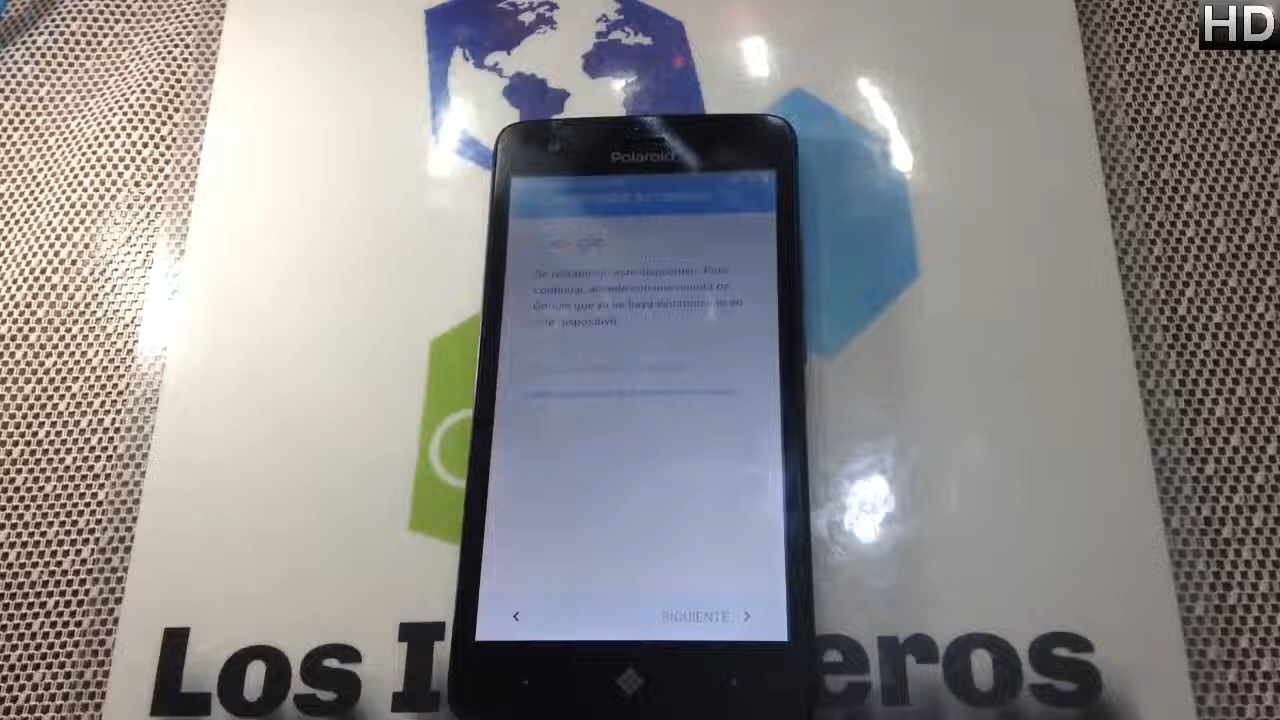 HD
Polaroid
Google
Se restableció este dispositivo. Para
continuar, accede con una cuenta de
Google que ya se haya sincronizado en
este dispositivo.
SIGUIENTE
Los I
eros